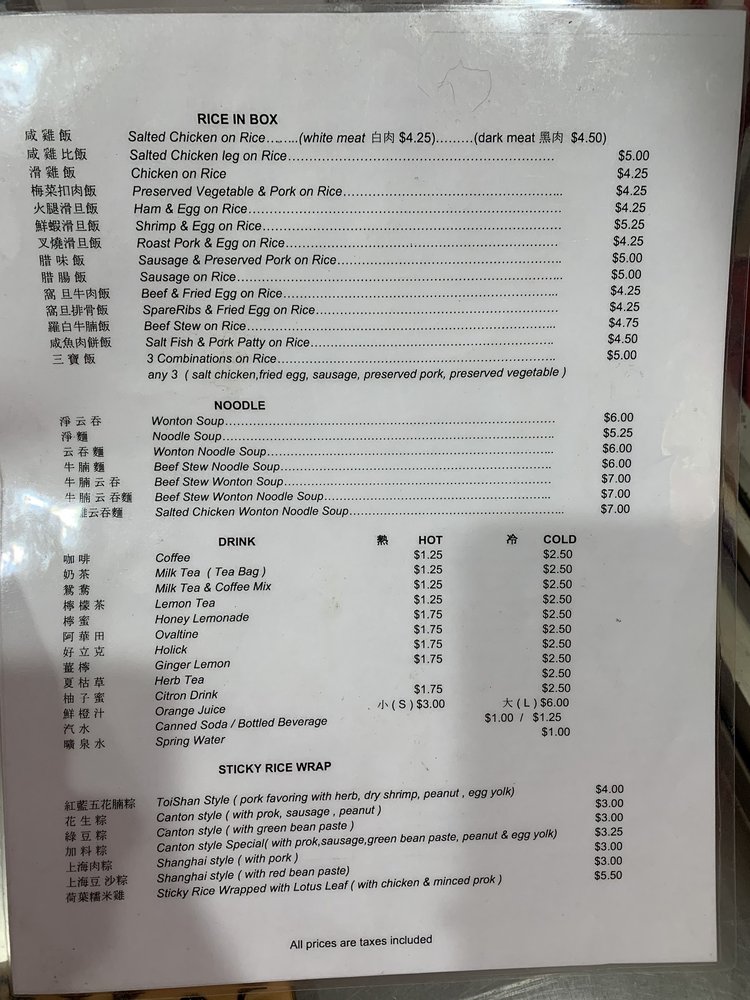 RICE IN BOX
咸雞飯 Salted Chicken on Rice........(white meat 白肉 $4.25).........(dark meat 黑肉 $4.50)
咸雞比飯 Salted Chicken leg on Rice $5.00
滑雞飯 Chicken on Rice $4.25
梅菜扣肉飯 Preserved Vegetable & Pork on Rice $4.25
火腿滑旦飯 Ham & Egg on Rice $4.25
鮮蝦滑旦飯 Shrimp & Egg on Rice $5.25
叉燒滑旦飯 Roast Pork & Egg on Rice $4.25
腊味飯 Sausage & Preserved Pork on Rice $5.00
腊腸飯 Sausage on Rice $5.00
窩旦牛肉飯 Beef & Fried Egg on Rice $4.25
窩旦排骨飯 SpareRibs & Fried Egg on Rice $4.25
羅白牛腩飯 Beef Stew on Rice $4.75
咸魚肉餅飯 Salt Fish & Pork Patty on Rice $4.50
三寶飯 3 Combinations on Rice $5.00
any 3 ( salt chicken,fried egg, sausage, preserved pork, preserved vegetable )
NOODLE
淨云吞 Wonton Soup $6.00
淨麵 Noodle Soup $5.25
云吞麵 Wonton Noodle Soup $6.00
牛腩麵 Beef Stew Noodle Soup $6.00
牛腩云吞 Beef Stew Wonton Soup $7.00
牛腩云吞麵 Beef Stew Wonton Noodle Soup $7.00
雞云吞麵 Salted Chicken Wonton Noodle Soup $7.00
DRINK 熱 HOT 冷 COLD
咖啡 Coffee $1.25 $2.50
奶茶 Milk Tea ( Tea Bag ) $1.25 $2.50
鴛鴦 Milk Tea & Coffee Mix $1.25 $2.50
檸檬茶 Lemon Tea $1.25 $2.50
檸蜜 Honey Lemonade $1.75 $2.50
阿華田 Ovaltine $1.75 $2.50
好立克 Holick $1.75 $2.50
薑檸 Ginger Lemon $1.75 $2.50
夏枯草 Herb Tea $2.50
柚子蜜 Citron Drink $1.75 $2.50
鮮橙汁 Orange Juice 小 ( S ) $3.00 大 ( L ) $6.00
汽水 Canned Soda / Bottled Beverage $1.00 / $1.25
曠泉水 Spring Water $1.00
STICKY RICE WRAP
紅藍五花腩粽 ToiShan Style ( pork favoring with herb, dry shrimp, peanut , egg yolk) $4.00
花生粽 Canton style ( with prok, sausage , peanut ) $3.00
綠豆粽 Canton style ( with green bean paste ) $3.00
加料粽 Canton style Special( with prok,sausage,green bean paste, peanut & egg yolk) $3.25
上海肉粽 Shanghai style ( with pork ) $3.00
上海豆沙粽 Shanghai style ( with red bean paste) $3.00
荷葉糯米雞 Sticky Rice Wrapped with Lotus Leaf ( with chicken & minced prok ) $5.50
All prices are taxes included